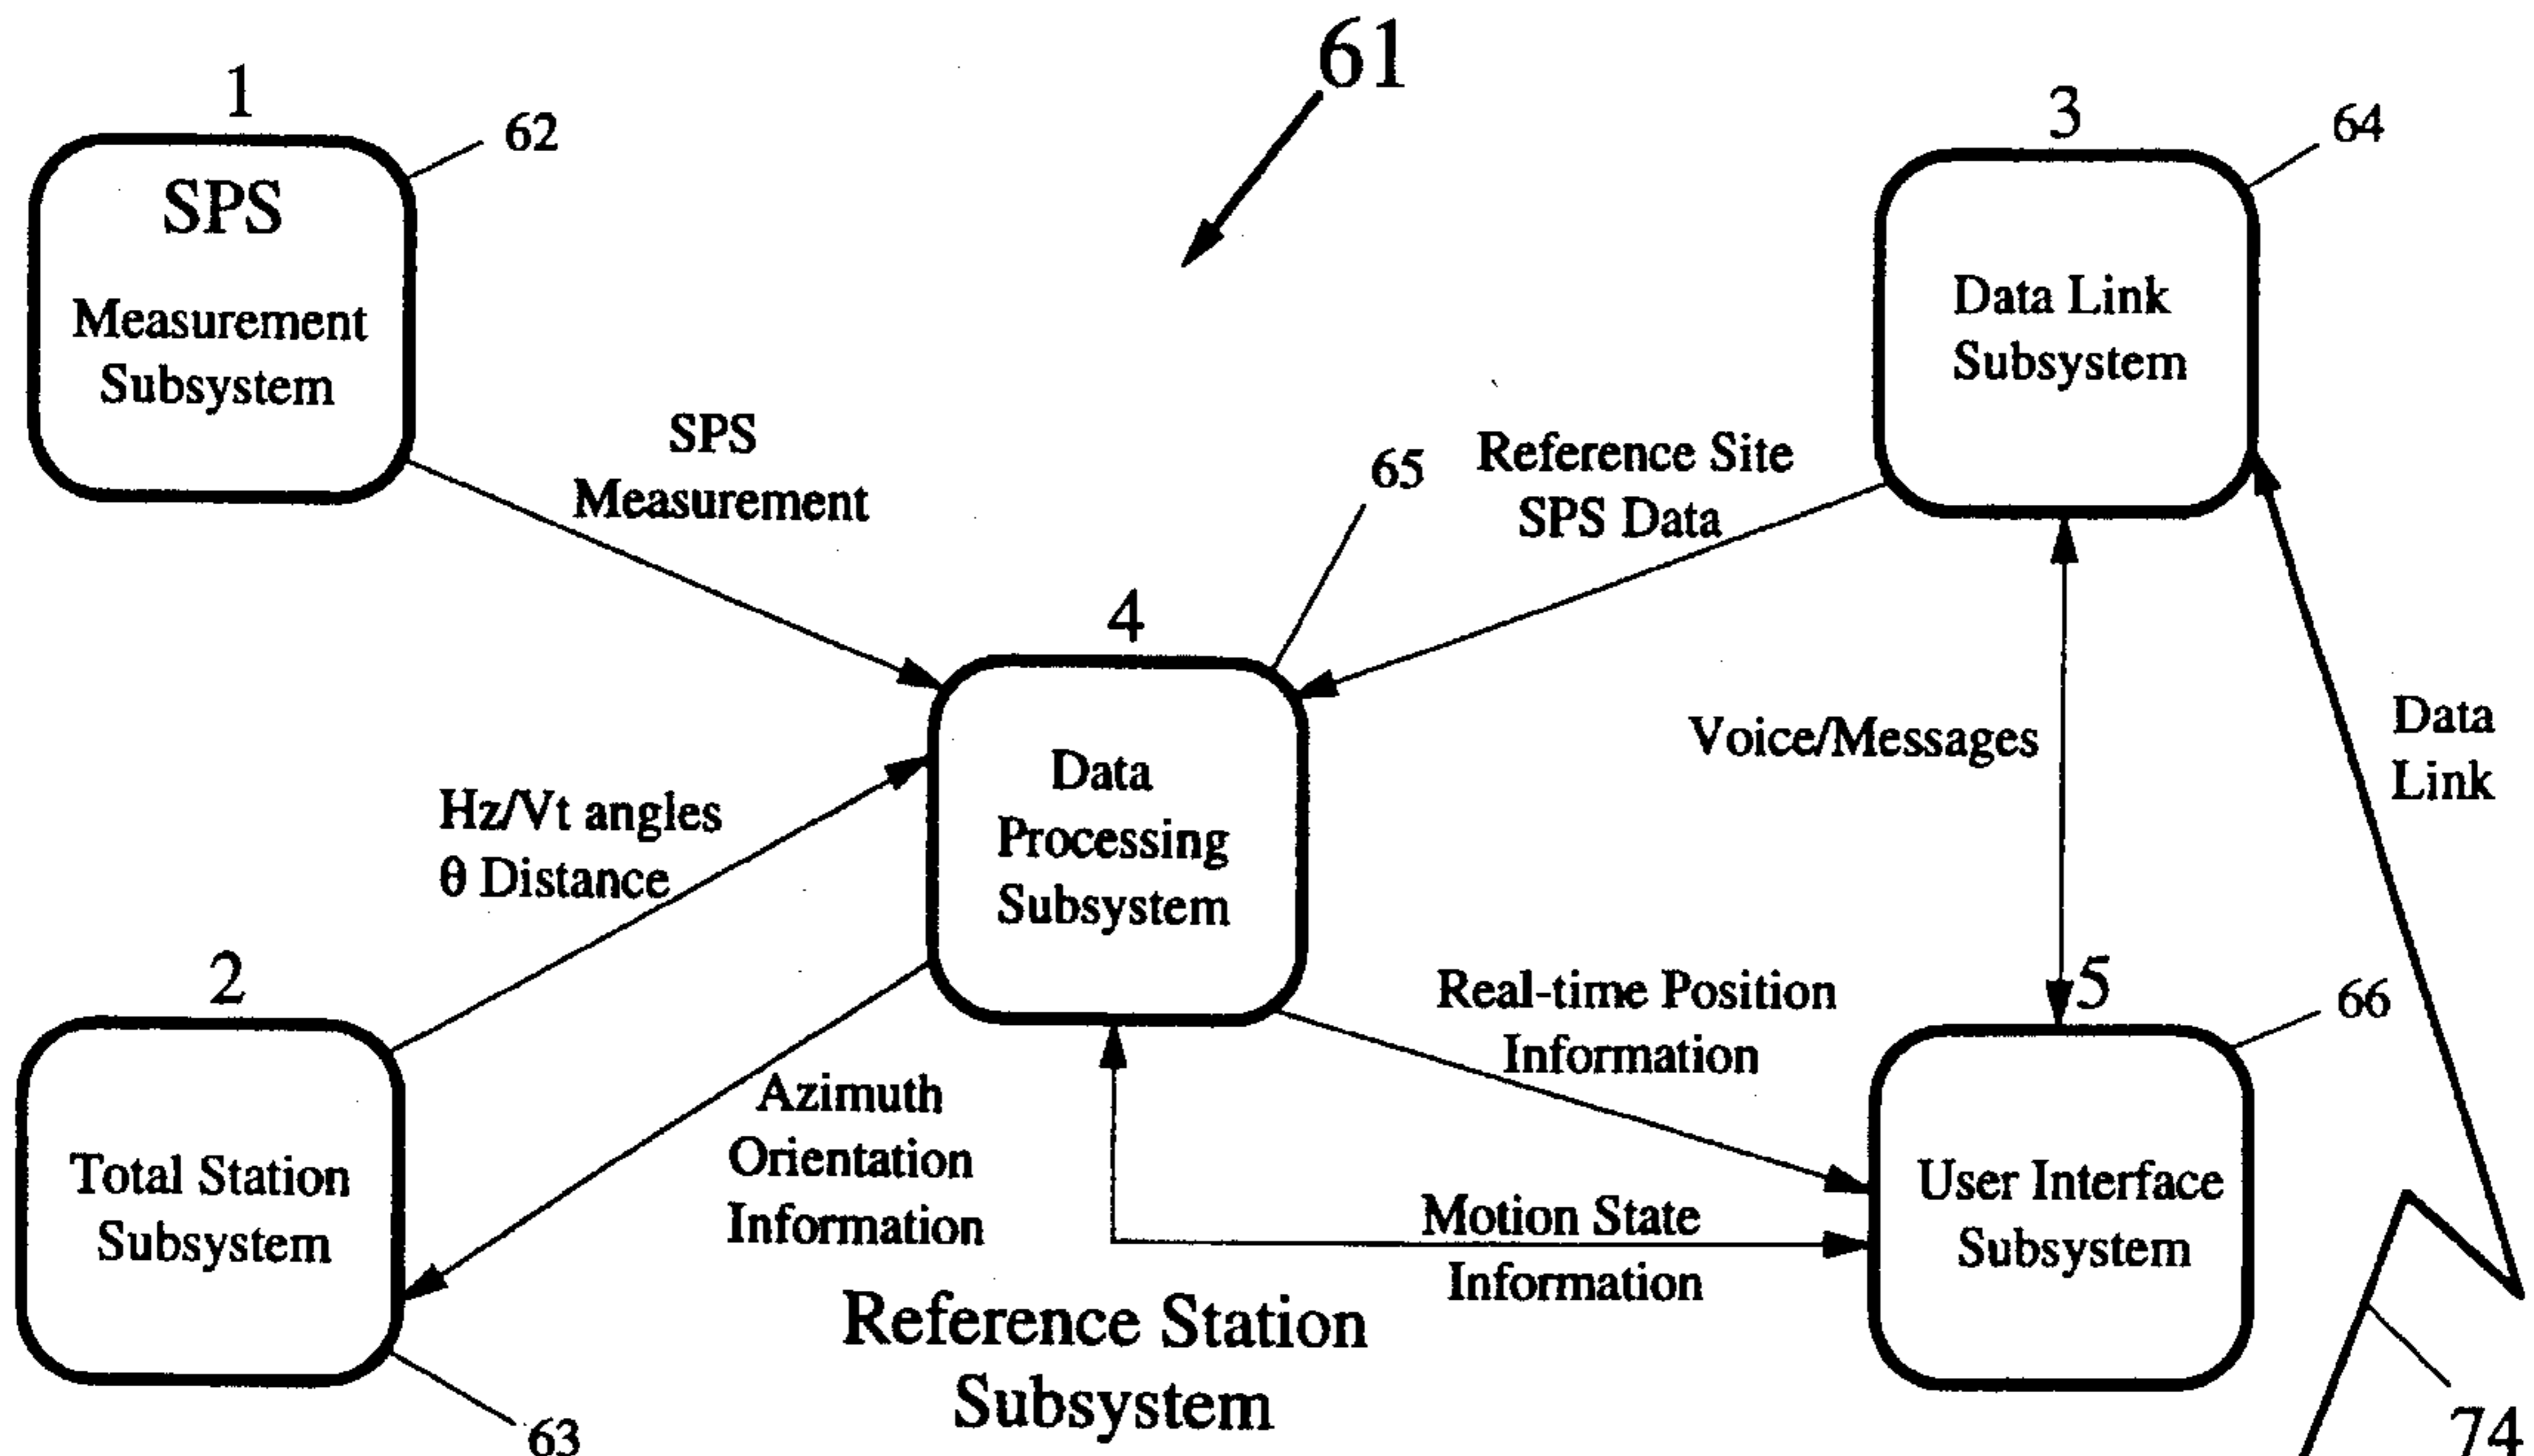 61
1
62
SPS
Measurement
Subsystem
3
64
Data Link
Subsystem
SPS
Measurement
Reference Site
SPS Data
65
4
Data
Processing
Subsystem
Voice/Messages
Data
Link
Hz/Vt angles
θ Distance
2
Total Station
Subsystem
63
Azimuth
Orientation
Information
Real-time Position
Information
5
66
User Interface
Subsystem
Motion State
Information
Reference Station
Subsystem
74